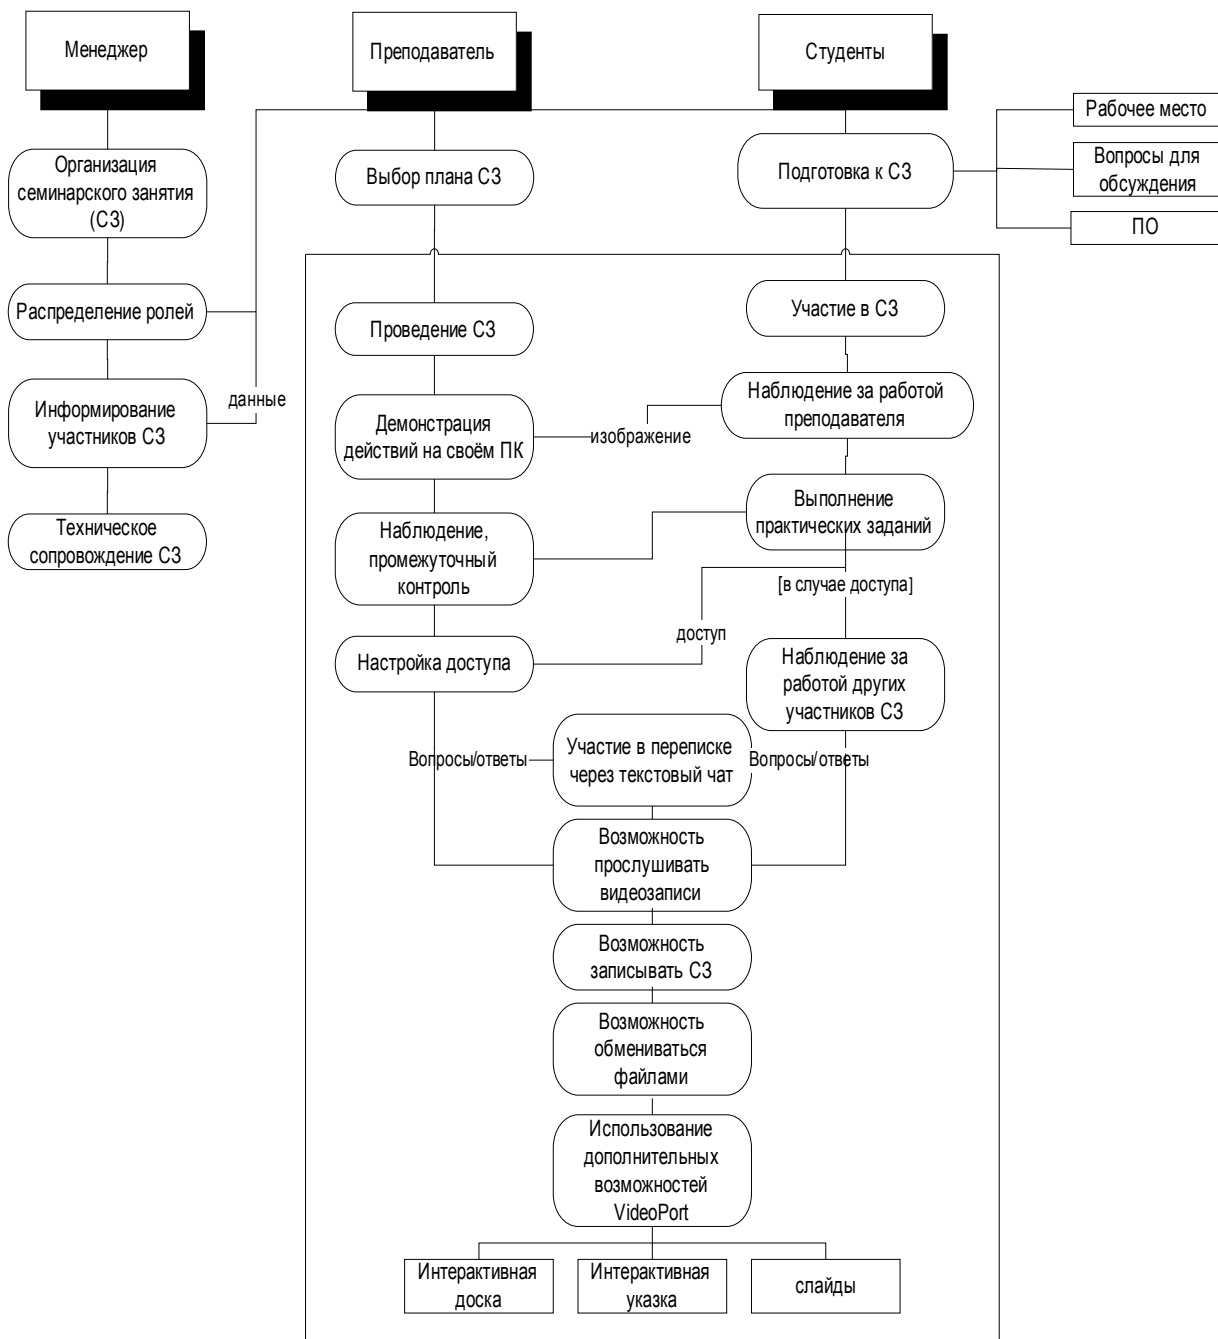 Менеджер
Преподаватель
Студенты
Рабочее место
Вопросы для
обсуждения
ПО
Организация
семинарского занятия
(СЗ)
Выбор плана СЗ
Подготовка к СЗ
Распределение ролей
Проведение СЗ
Участие в СЗ
Информирование
участников СЗ
данные
Демонстрация
действий на своём ПК
изображение
Наблюдение за работой
преподавателя
Техническое
сопровождение СЗ
Наблюдение,
промежуточный
контроль
Выполнение
практических заданий
[в случае доступа]
доступ
Настройка доступа
Наблюдение за
работой других
участников СЗ
Вопросы/ответы
Участие в переписке
через текстовый чат
Вопросы/ответы
Возможность
прослушивать
видеозаписи
Возможность
записывать СЗ
Возможность
обмениваться
файлами
Использование
дополнительных
возможностей
VideoPort
Интерактивная
доска
Интерактивная
указка
слайды